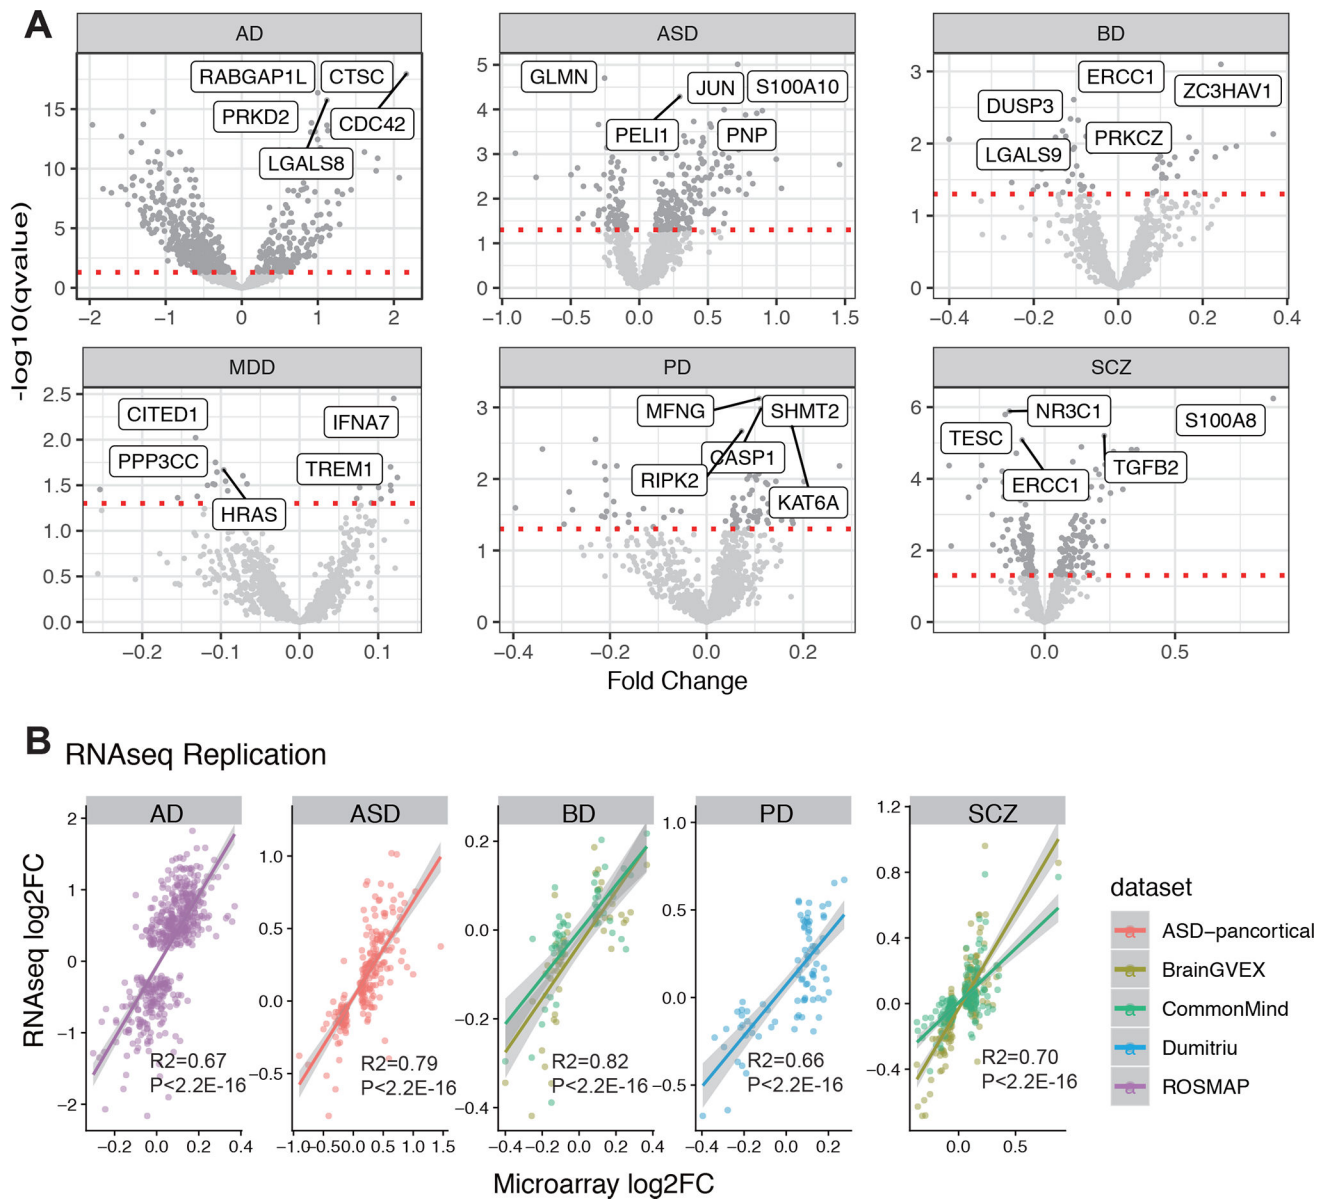 A
AD
ASD
BD
RABGAP1L
CTSC
PRKD2
CDC42
LGALS8
GLMN
JUN
S100A10
PELI1
PNP
ERCC1
ZC3HAV1
DUSP3
PRKCZ
LGALS9
15
10
5
0
−2
−1
0
1
2
5
4
3
2
1
0
−1.0
−0.5
0.0
0.5
1.0
1.5
3
2
1
0
−0.4
−0.2
0.0
0.2
0.4
-log10(qvalue)
MDD
PD
SCZ
CITED1
IFNA7
PPP3CC
TREM1
HRAS
MFNG
SHMT2
CASP1
RIPK2
KAT6A
NR3C1
S100A8
TESC
TGFB2
ERCC1
2.5
2.0
1.5
1.0
0.5
0.0
−0.2
−0.1
0.0
0.1
3
2
1
0
−0.4
−0.2
0.0
0.2
6
4
2
0
0.0
0.5
Fold Change
B
RNAseq Replication
AD
ASD
BD
PD
SCZ
RNAseq log2FC
2
1
0
−1
−2
R2=0.67
P<2.2E-16
−0.2
0.0
0.2
0.4
1.0
0.5
0.0
−0.5
R2=0.79
P<2.2E-16
−1.0
−0.5
0.0
0.5
1.0
1.5
0.2
0.0
−0.2
−0.4
R2=0.82
P<2.2E-16
−0.4
−0.2
0.0
0.2
0.4
1.0
0.5
0.0
−0.5
R2=0.66
P<2.2E-16
−0.4
−0.2
0.0
0.2
1.2
0.8
0.4
0.0
−0.4
R2=0.70
P<2.2E-16
0.0
0.5
Microarray log2FC
dataset
a ASD−pancortical
a BrainGVEX
a CommonMind
a Dumitriu
a ROSMAP